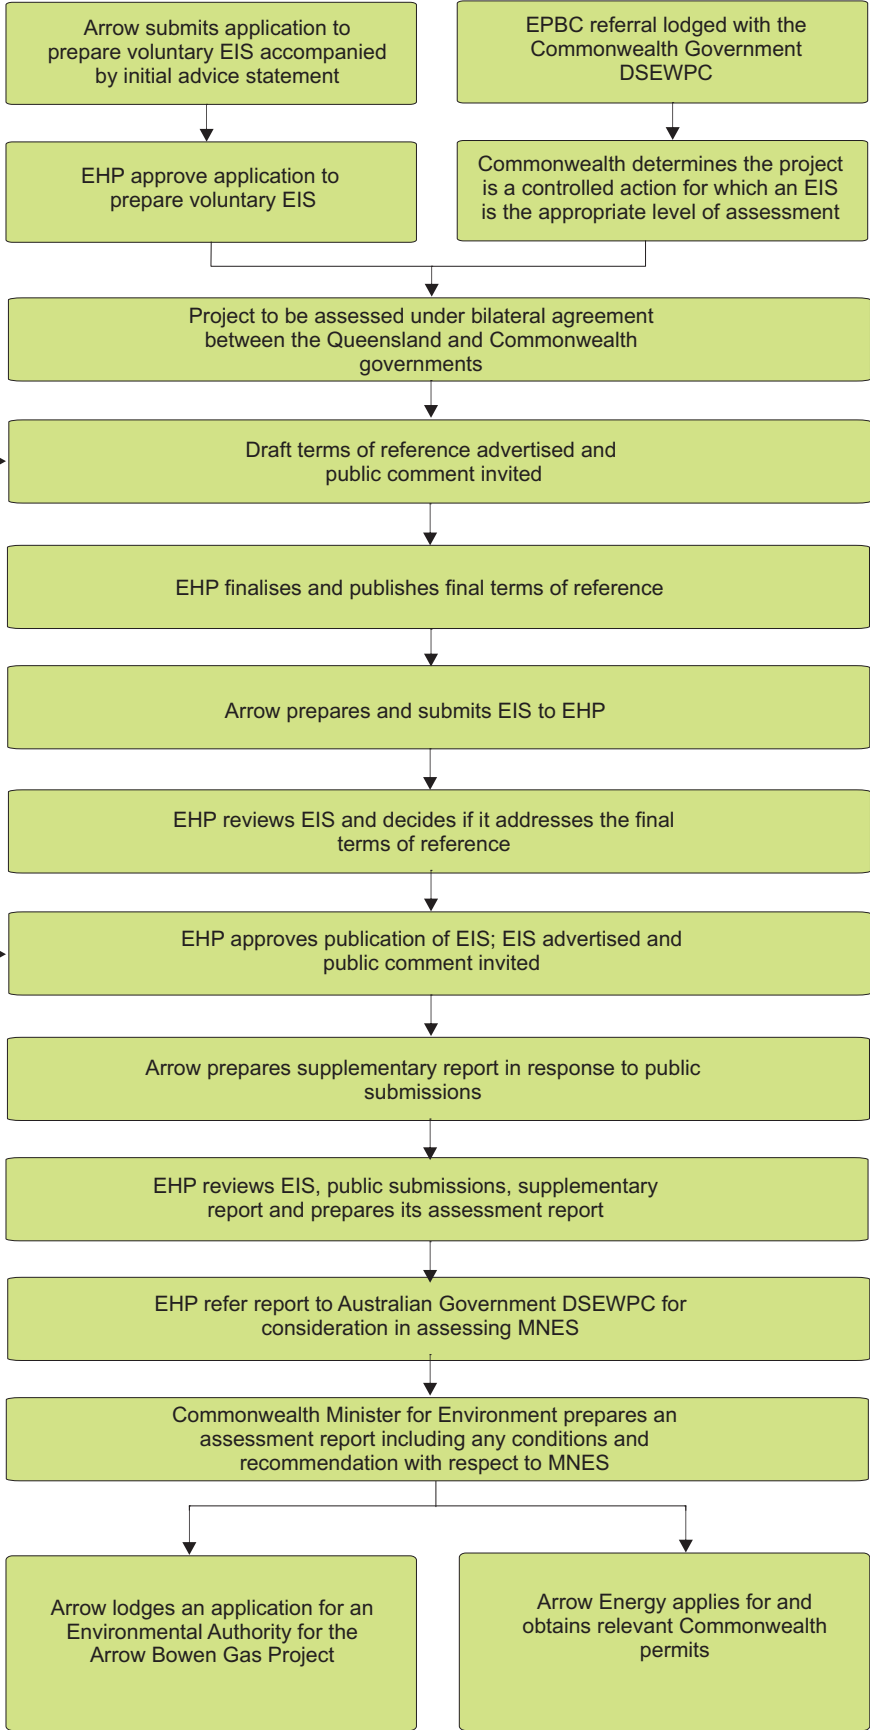 Arrow submits application to
prepare voluntary EIS accompanied
by initial advice statement
EPBC referral lodged with the
Commonwealth Government
DSEWPC
EHP approve application to
prepare voluntary EIS
Commonwealth determines the project
is a controlled action for which an EIS
is the appropriate level of assessment
Project to be assessed under bilateral agreement
between the Queensland and Commonwealth
governments
Draft terms of reference advertised and
public comment invited
EHP finalises and publishes final terms of reference
Arrow prepares and submits EIS to EHP
EHP reviews EIS and decides if it addresses the final
terms of reference
EHP approves publication of EIS; EIS advertised and
public comment invited
Arrow prepares supplementary report in response to public
submissions
EHP reviews EIS, public submissions, supplementary
report and prepares its assessment report
EHP refer report to Australian Government DSEWPC for
consideration in assessing MNES
Commonwealth Minister for Environment prepares an
assessment report including any conditions and
recommendation with respect to MNES
Arrow lodges an application for an
Environmental Authority for the
Arrow Bowen Gas Project
Arrow Energy applies for and
obtains relevant Commonwealth
permits